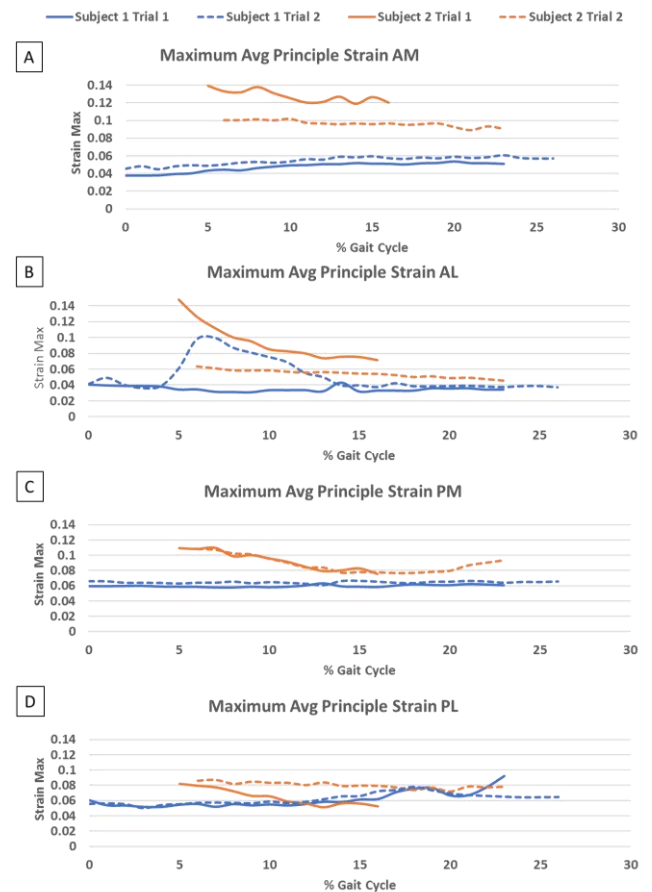 Subject 1 Trial 1 Subject 1 Trial 2 Subject 2 Trial 1 Subject 2 Trial 2
A
Maximum Avg Principle Strain AM
Strain Max
0.14
0.12
0.1
0.08
0.06
0.04
0.02
0
0 5 10 15 20 25 30
% Gait Cycle
B
Maximum Avg Principle Strain AL
Strain Max
0.14
0.12
0.1
0.08
0.06
0.04
0.02
0
0 5 10 15 20 25 30
% Gait Cycle
C
Maximum Avg Principle Strain PM
Strain Max
0.14
0.12
0.1
0.08
0.06
0.04
0.02
0
0 5 10 15 20 25 30
% Gait Cycle
D
Maximum Avg Principle Strain PL
Strain Max
0.14
0.12
0.1
0.08
0.06
0.04
0.02
0
0 5 10 15 20 25 30
% Gait Cycle